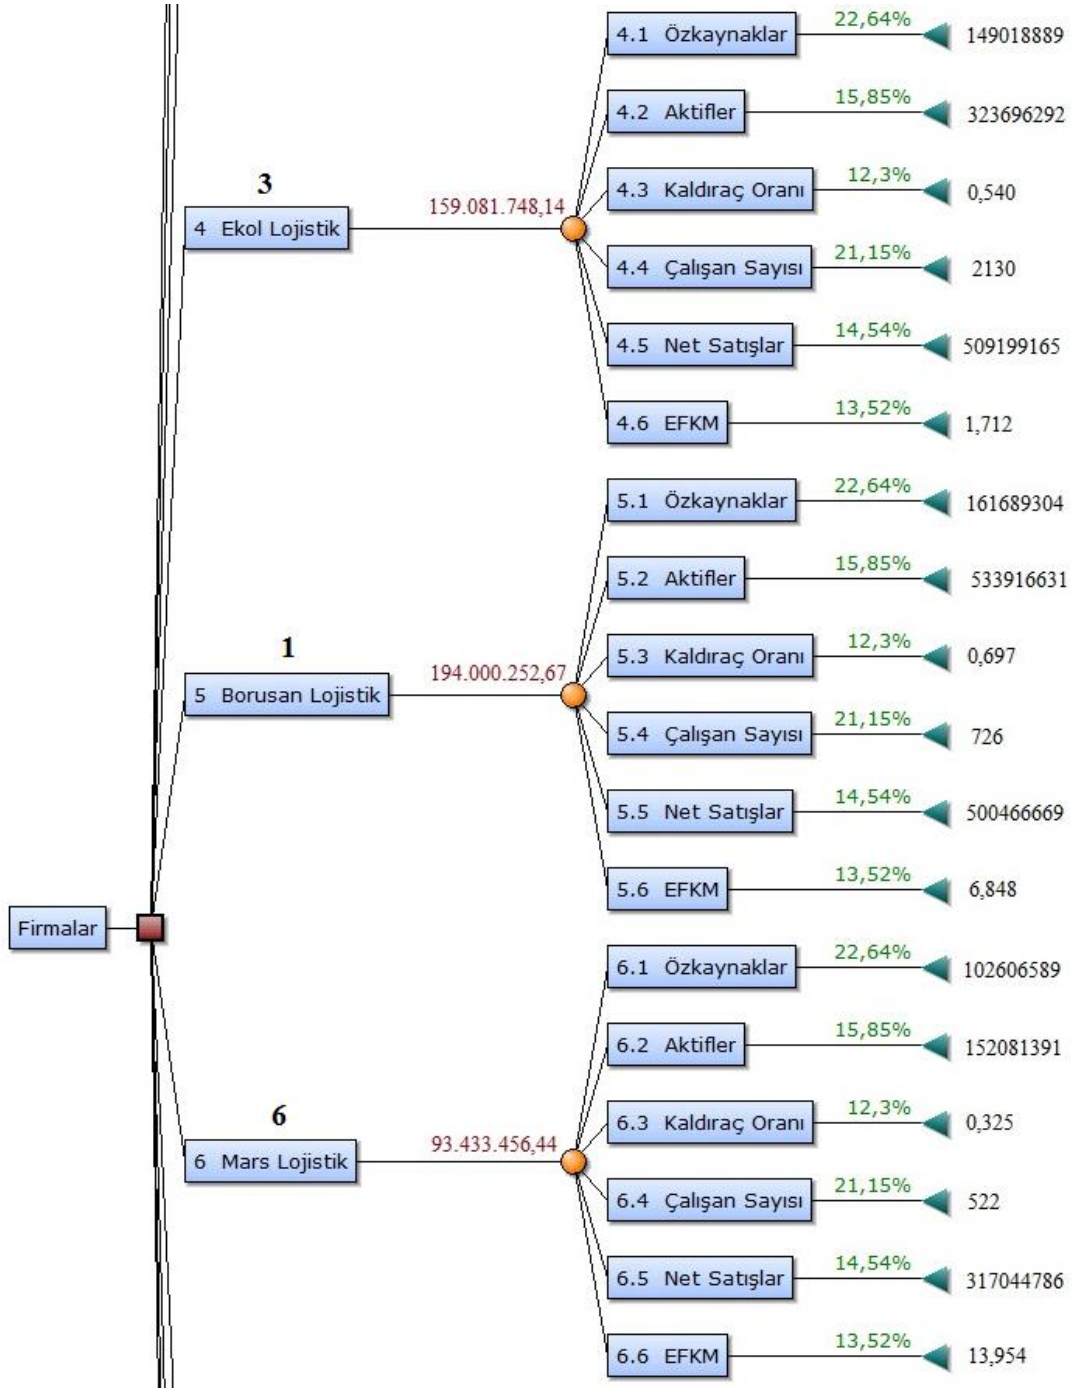 22,64%
4.1 Özkaynaklar
149018889
15,85%
4.2 Aktifler
323696292
12,3%
4.3 Kaldıraç Oranı
0,540
3
159.081.748,14
4 Ekol Lojistik
21,15%
4.4 Çalışan Sayısı
2130
14,54%
4.5 Net Satışlar
509199165
13,52%
4.6 EFKM
1,712
22,64%
5.1 Özkaynaklar
161689304
15,85%
5.2 Aktifler
533916631
12,3%
5.3 Kaldıraç Oranı
0,697
1
194.000.252,67
5 Borusan Lojistik
21,15%
5.4 Çalışan Sayısı
726
14,54%
5.5 Net Satışlar
500466669
13,52%
5.6 EFKM
6,848
Firmalar
22,64%
6.1 Özkaynaklar
102606589
15,85%
6.2 Aktifler
152081391
12,3%
6.3 Kaldıraç Oranı
0,325
6
93.433.456,44
6 Mars Lojistik
21,15%
6.4 Çalışan Sayısı
522
14,54%
6.5 Net Satışlar
317044786
13,52%
6.6 EFKM
13,954